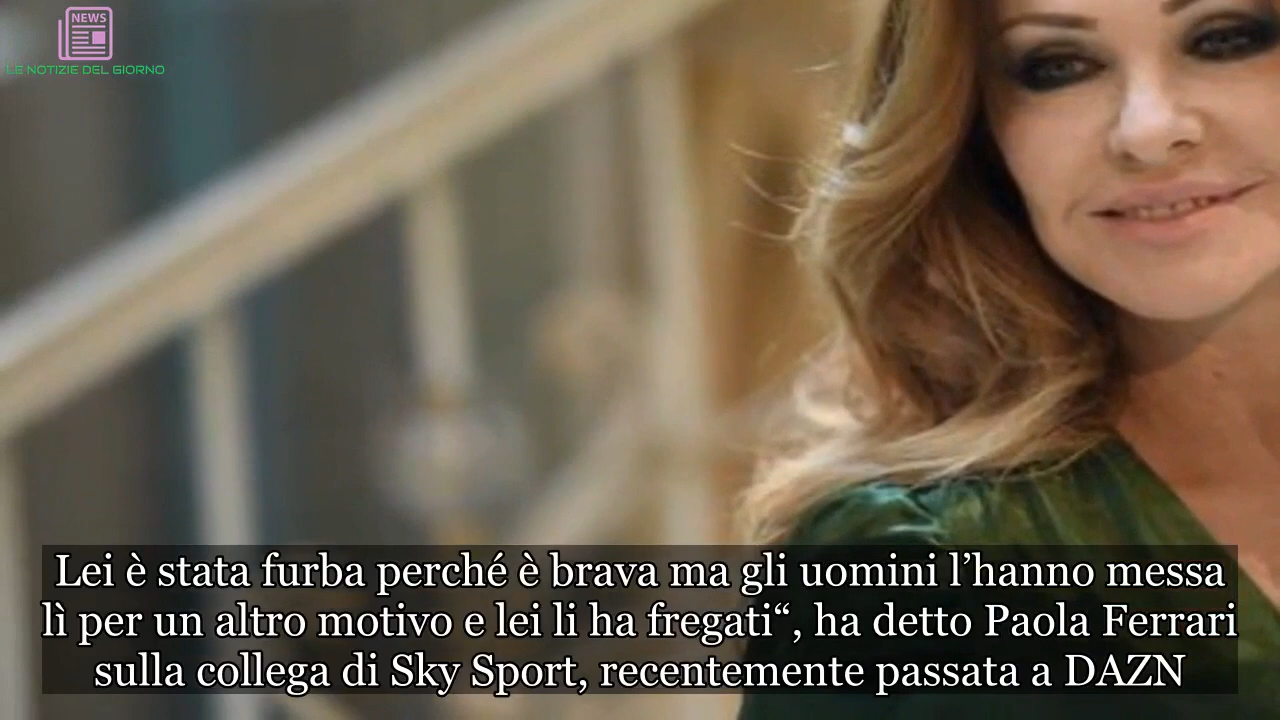 NEWS
LE NOTIZIE DEL GIORNO
Lei è stata furba perché è brava ma gli uomini l’hanno messa
lì per un altro motivo e lei li ha fregati“, ha detto Paola Ferrari
sulla collega di Sky Sport, recentemente passata a DAZN